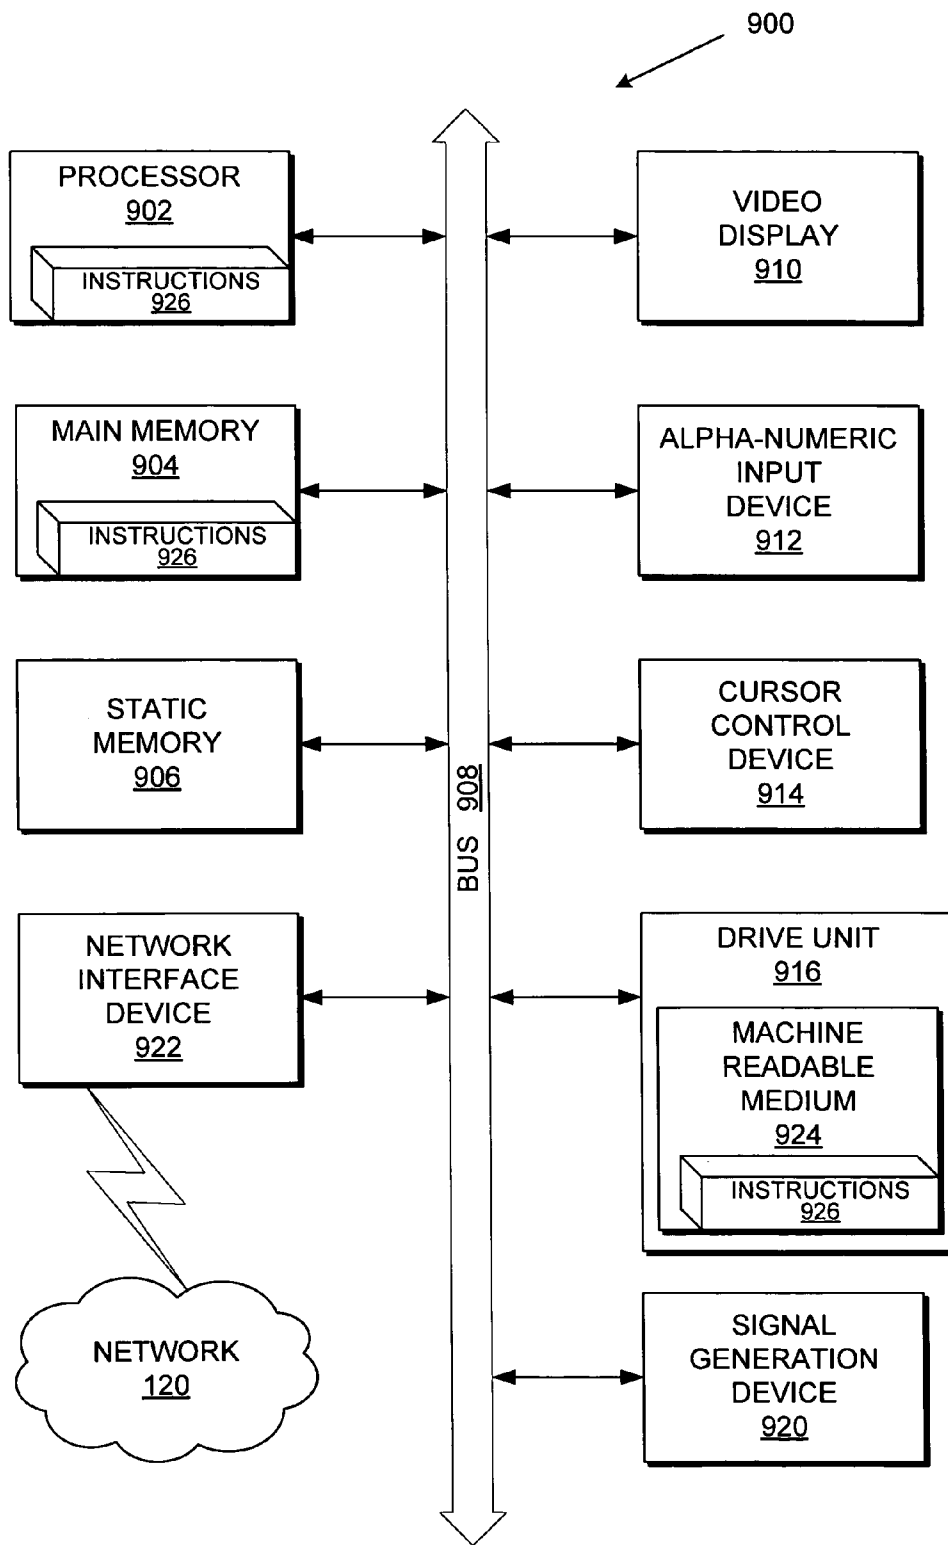 900
PROCESSOR
902
INSTRUCTIONS
926
VIDEO
DISPLAY
910
MAIN MEMORY
904
INSTRUCTIONS
926
ALPHA-NUMERIC
INPUT
DEVICE
912
STATIC
MEMORY
906
CURSOR
CONTROL
DEVICE
914
BUS 908
NETWORK
INTERFACE
DEVICE
922
DRIVE UNIT
916
MACHINE
READABLE
MEDIUM
924
INSTRUCTIONS
926
NETWORK
120
SIGNAL
GENERATION
DEVICE
920